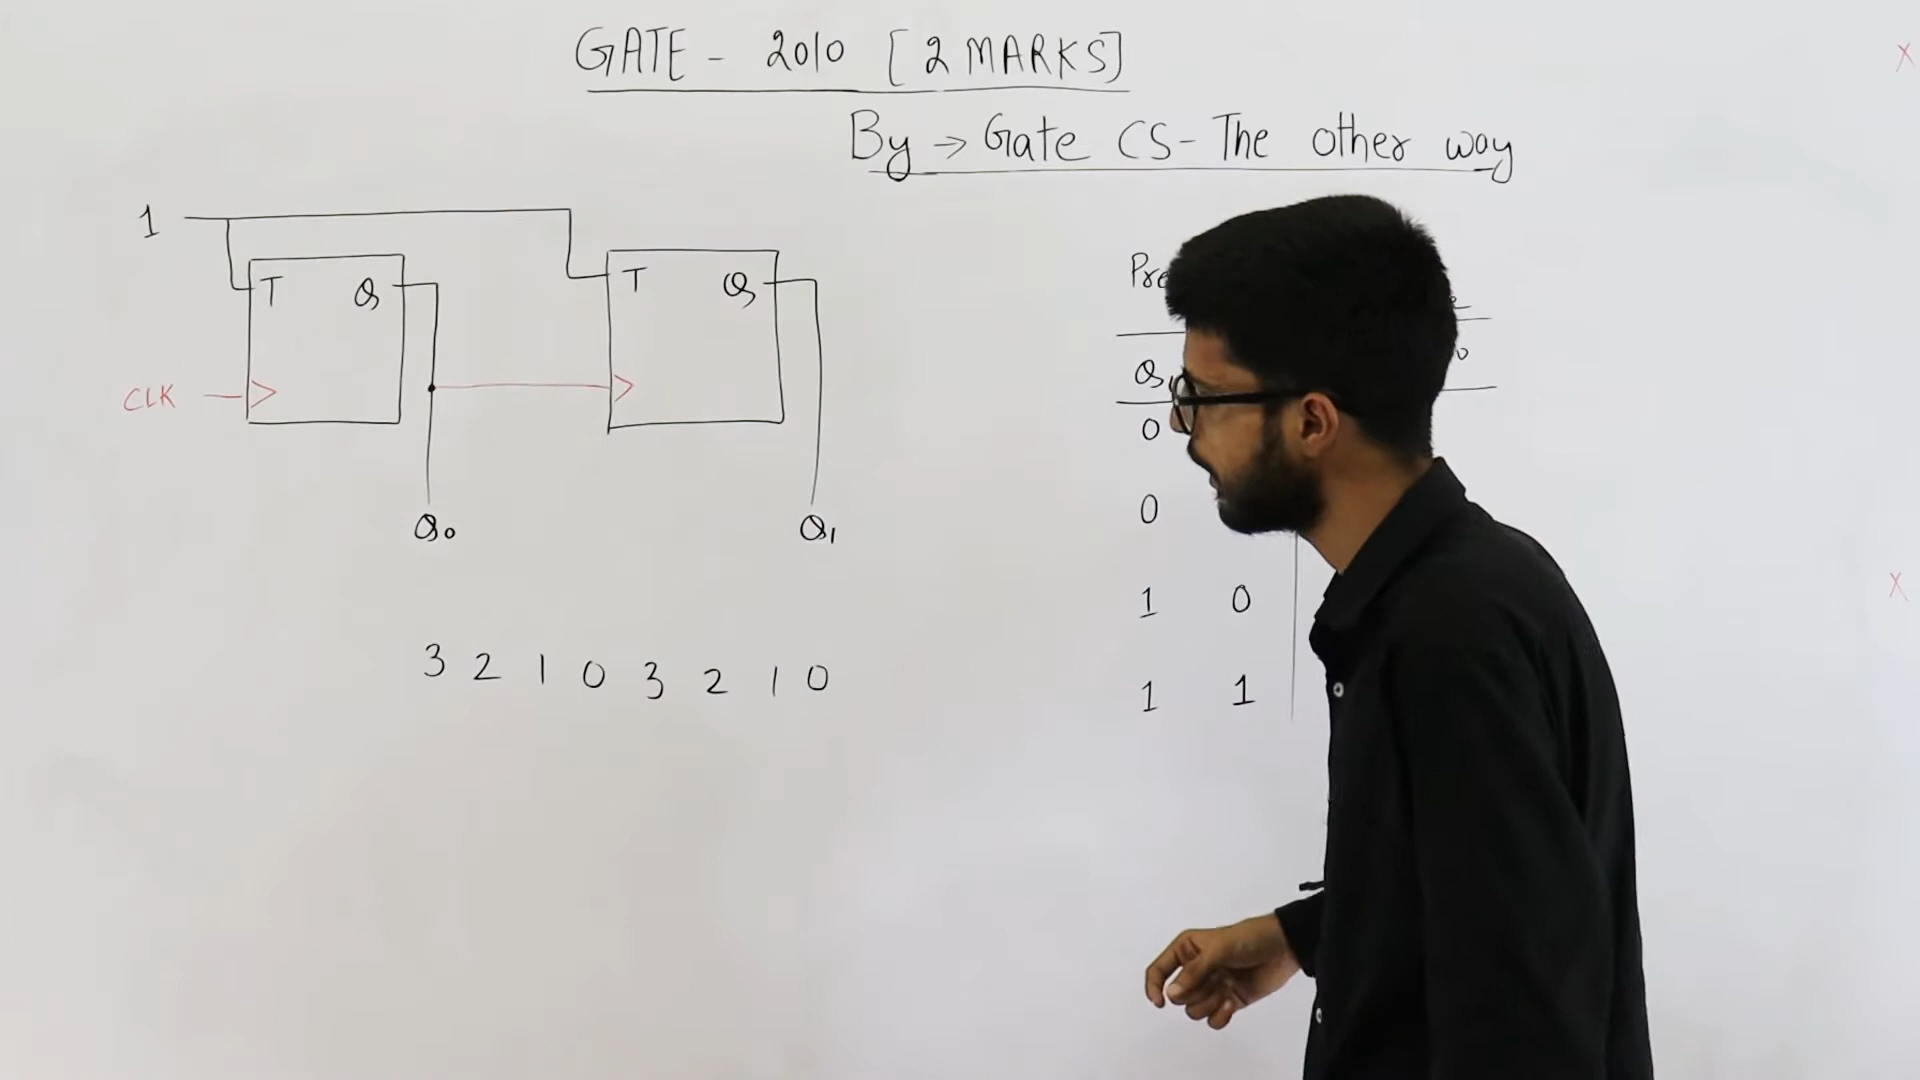 GATE - 2010 [2 MARKS]
By → Gate CS - The other way
1
T Q
T Q
CLK
Q0
Q1
3 2 1 0 3 2 1 0
0
0
1 0
1 1
X
X